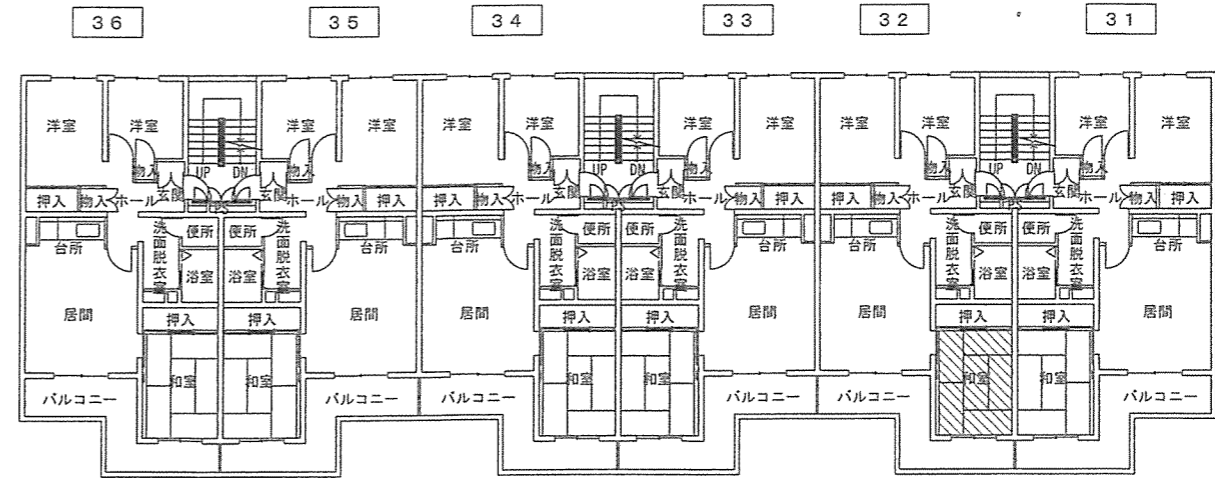 ３６ ３５ ３４ ３３ ３２ ３１
洋室 洋室 洋室 洋室 洋室 洋室 洋室 洋室 洋室 洋室 洋室 洋室
物入 UP DN 物入 物入 UP DN 物入 物入 UP DN 物入
押入 物入 ホール 玄関 PS 玄関 ホール 物入 押入 押入 物入 ホール 玄関 PS 玄関 ホール 物入 押入 押入 物入 ホール 玄関 PS 玄関 ホール 物入 押入
台所 洗面脱衣室 便所 便所 洗面脱衣室 台所 台所 洗面脱衣室 便所 便所 洗面脱衣室 台所 台所 洗面脱衣室 便所 便所 洗面脱衣室 台所
浴室 浴室 浴室 浴室 浴室 浴室
居間 押入 押入 居間 居間 押入 押入 居間 居間 押入 押入 居間
和室 和室 和室 和室 和室 和室
バルコニー バルコニー バルコニー バルコニー バルコニー バルコニー